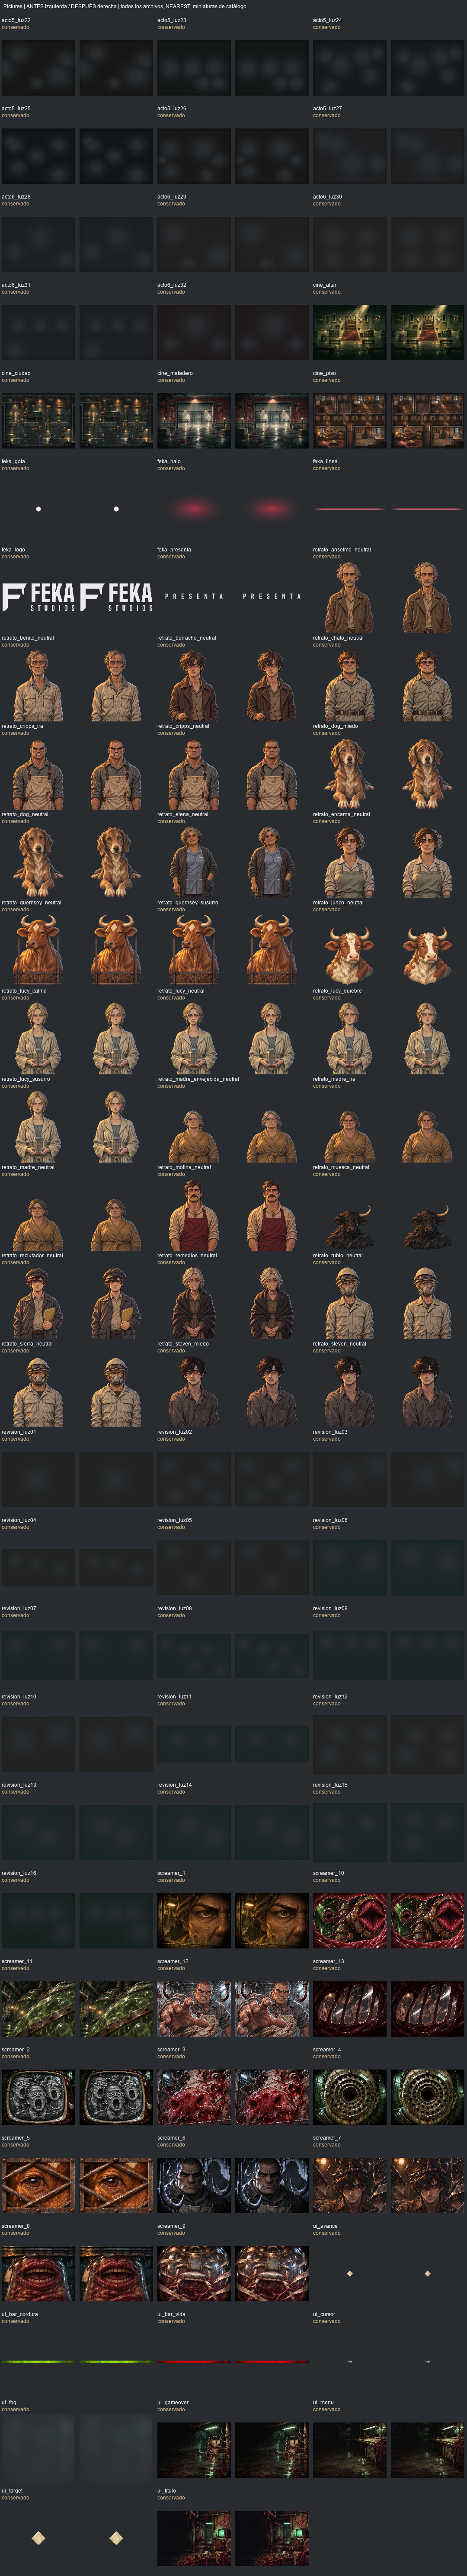 Pictures | ANTES izquierda / DESPUÉS derecha | todos los archivos, NEAREST; miniaturas de catálogo
acto5_luz22 acto5_luz23 acto5_luz24
conservado conservado conservado
acto5_luz25 acto5_luz26 acto5_luz27
conservado conservado conservado
acto6_luz28 acto6_luz29 acto6_luz30
conservado conservado conservado
acto6_luz31 acto6_luz32 cine_altar
conservado conservado conservado
cine_ciudad cine_matadero cine_piso
conservado conservado conservado
feka_gota feka_halo feka_linea
conservado conservado conservado
feka_logo feka_presenta retrato_anselmo_neutral
conservado conservado conservado
FEKA FEKA PRESENTA PRESENTA
STUDIOS STUDIOS
retrato_benito_neutral retrato_borracho_neutral retrato_chato_neutral
conservado conservado conservado
retrato_cripps_ira retrato_cripps_neutral retrato_dog_miedo
conservado conservado conservado
retrato_dog_neutral retrato_elena_neutral retrato_encarna_neutral
conservado conservado conservado
retrato_guernsey_neutral retrato_guernsey_susurro retrato_junco_neutral
conservado conservado conservado
retrato_lucy_calma retrato_lucy_neutral retrato_lucy_quiebre
conservado conservado conservado
retrato_lucy_susurro retrato_madre_envejecida_neutral retrato_madre_ira
conservado conservado conservado
retrato_madre_neutral retrato_molina_neutral retrato_muesca_neutral
conservado conservado conservado
retrato_reclutador_neutral retrato_remedios_neutral retrato_rubio_neutral
conservado conservado conservado
retrato_sierra_neutral retrato_steven_miedo retrato_steven_neutral
conservado conservado conservado
revision_luz01 revision_luz02 revision_luz03
conservado conservado conservado
revision_luz04 revision_luz05 revision_luz06
conservado conservado conservado
revision_luz07 revision_luz08 revision_luz09
conservado conservado conservado
revision_luz10 revision_luz11 revision_luz12
conservado conservado conservado
revision_luz13 revision_luz14 revision_luz15
conservado conservado conservado
revision_luz16 screamer_1 screamer_10
conservado conservado conservado
screamer_11 screamer_12 screamer_13
conservado conservado conservado
screamer_2 screamer_3 screamer_4
conservado conservado conservado
screamer_5 screamer_6 screamer_7
conservado conservado conservado
screamer_8 screamer_9 ui_avance
conservado conservado conservado
ui_bar_cordura ui_bar_vida ui_cursor
conservado conservado conservado
ui_fog ui_gameover ui_menu
conservado conservado conservado
ui_target ui_titulo
conservado conservado